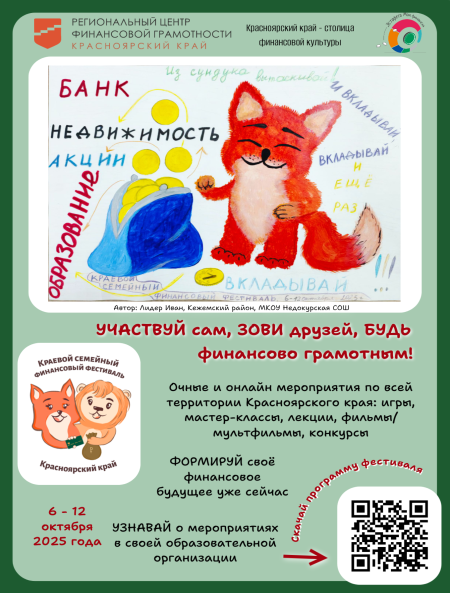 РЕГИОНАЛЬНЫЙ ЦЕНТР
ФИНАНСОВОЙ ГРАМОТНОСТИ
КРАСНОЯРСКИЙ КРАЙ
Красноярский край - столица
финансовой культуры
Из сундука вытаскивай!
И ВКЛАДЫВАЙ,
ВКЛАДЫВАЙ
И
ЕЩЁ
РАЗ
БАНК
НЕДВИЖИМОСТЬ
АКЦИИ
ОБРАЗОВАНИЕ
ВКЛАДЫВАЙ
!!!
КРАЕВОЙ СЕМЕЙНЫЙ
ФИНАНСОВЫЙ ФЕСТИВАЛЬ
Автор: Лидер Иван, Кежемский район, МКОУ Недокурская СОШ
УЧАСТВУЙ сам, ЗОВИ друзей, БУДЬ
финансово грамотным!
КРАЕВОЙ СЕМЕЙНЫЙ
ФИНАНСОВЫЙ ФЕСТИВАЛЬ
Красноярский край
Очные и онлайн мероприятия по всей
территории Красноярского края: игры,
мастер-классы, лекции, фильмы/
мультфильмы, конкурсы
ФОРМИРУЙ своё
финансовое
будущее уже сейчас
6 - 12
октября
2025 года
УЗНАВАЙ о мероприятиях
в своей образовательной
организации
Скачай программу фестиваля